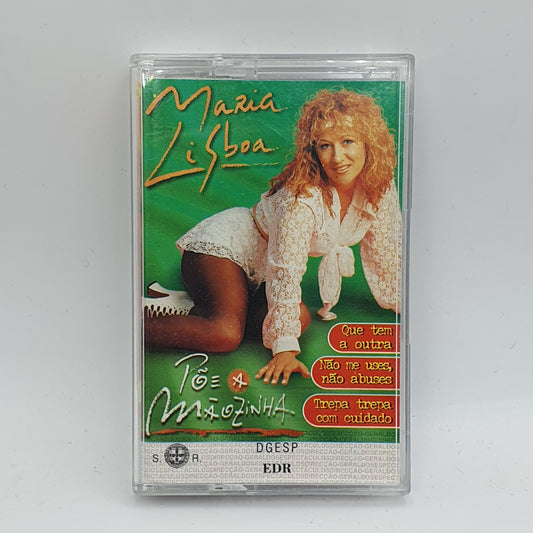 Maria
Lisboa
Que tem
a outra
Não me uses,
não abuses
Trepa trepa
com cuidado
Põe a
Mãozinha
S. R.
DGESP
EDR